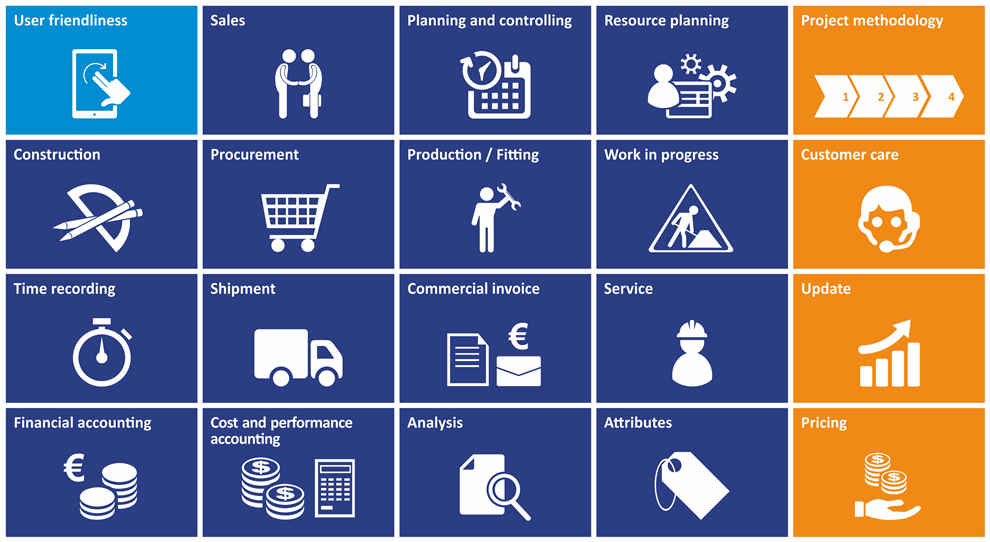 User friendliness
Sales
Planning and controlling
Resource planning
Project methodology
1 2 3 4
Construction
Procurement
Production / Fitting
Work in progress
Customer care
Time recording
Shipment
Commercial invoice
€
Service
Update
Financial accounting
€
Cost and performance
accounting
$
$
Analysis
Attributes
Pricing
$
$